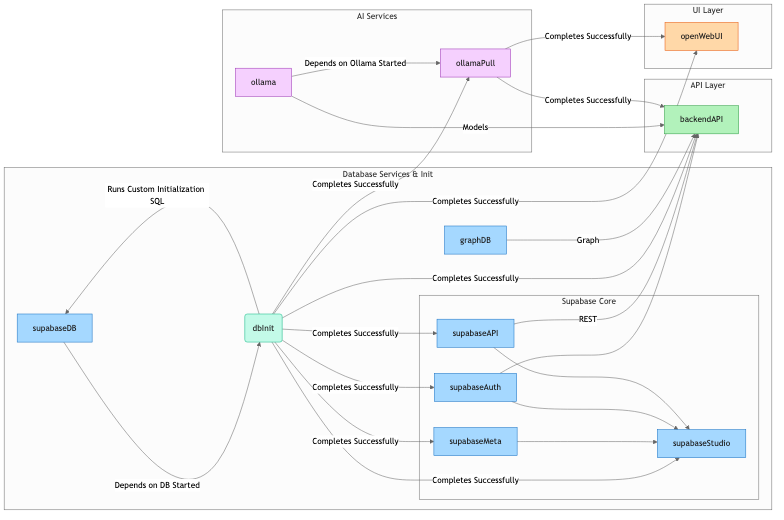 AI Services
UI Layer
Completes Successfully
openWebUI
Depends on Ollama Started
ollamaPull
ollama
API Layer
Completes Successfully
Models
backendAPI
Database Services & Init
Completes Successfully
Runs Custom Initialization
SQL
Completes Successfully
graphDB
Graph
Completes Successfully
Supabase Core
supabaseDB
dbInit
Completes Successfully
supabaseAPI
REST
Completes Successfully
supabaseAuth
Completes Successfully
supabaseMeta
supabaseStudio
Completes Successfully
Depends on DB Started